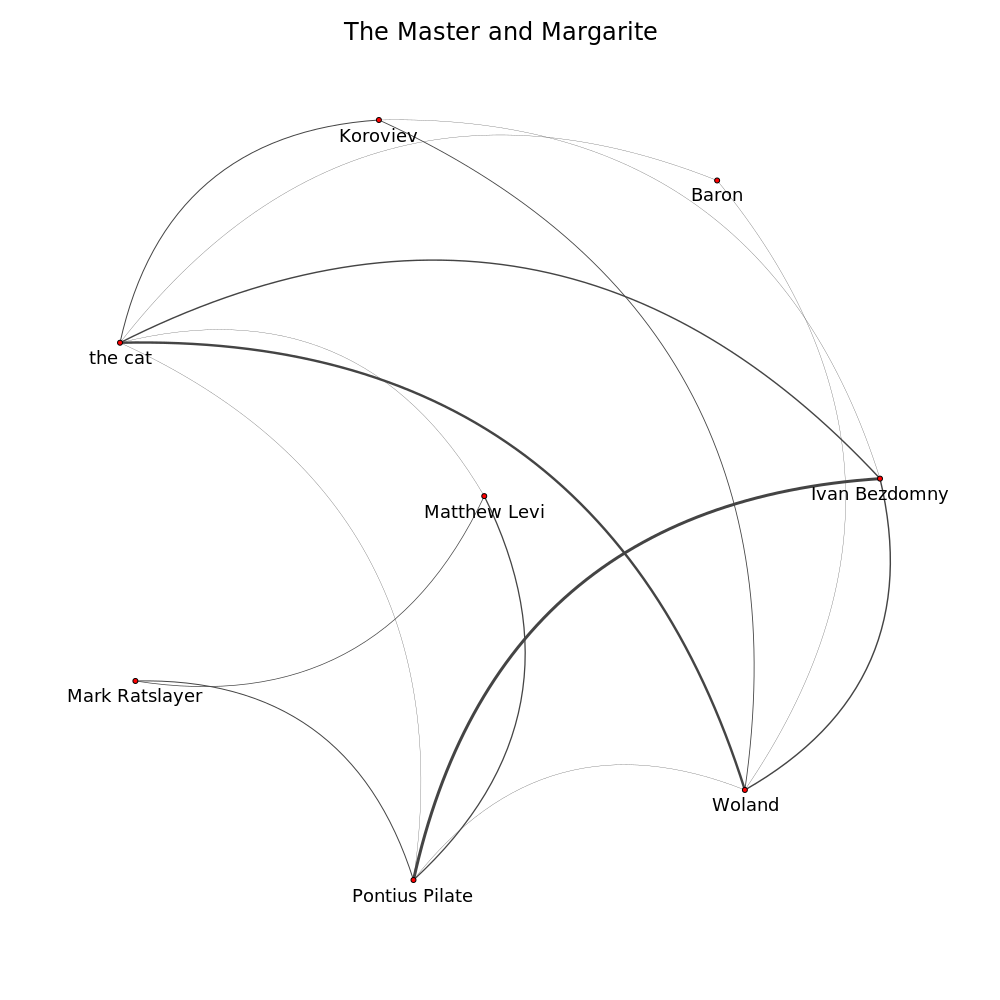 The Master and Margarite
Koroviev
Baron
the cat
Ivan Bezdomny
Matthew Levi
Mark Ratslayer
Woland
Pontius Pilate